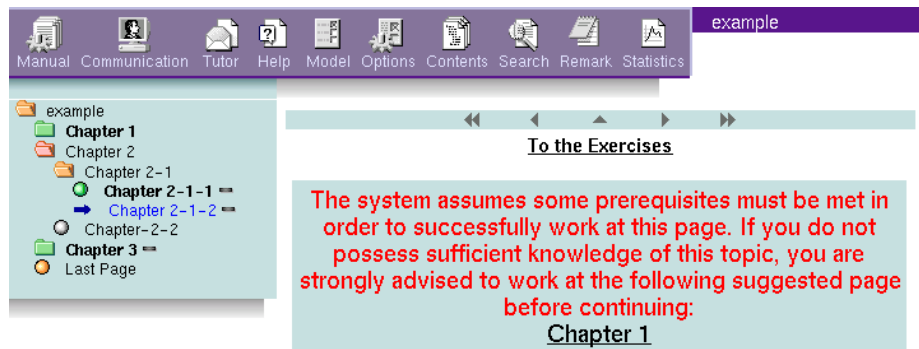 example
Manual Communication Tutor Help Model Options Contents Search Remark Statistics
example
Chapter 1
Chapter 2
Chapter 2-1
Chapter 2-1-1
Chapter 2-1-2
Chapter-2-2
Chapter 3
Last Page
To the Exercises
The system assumes some prerequisites must be met in
order to successfully work at this page. If you do not
possess sufficient knowledge of this topic, you are
strongly advised to work at the following suggested page
before continuing:
Chapter 1